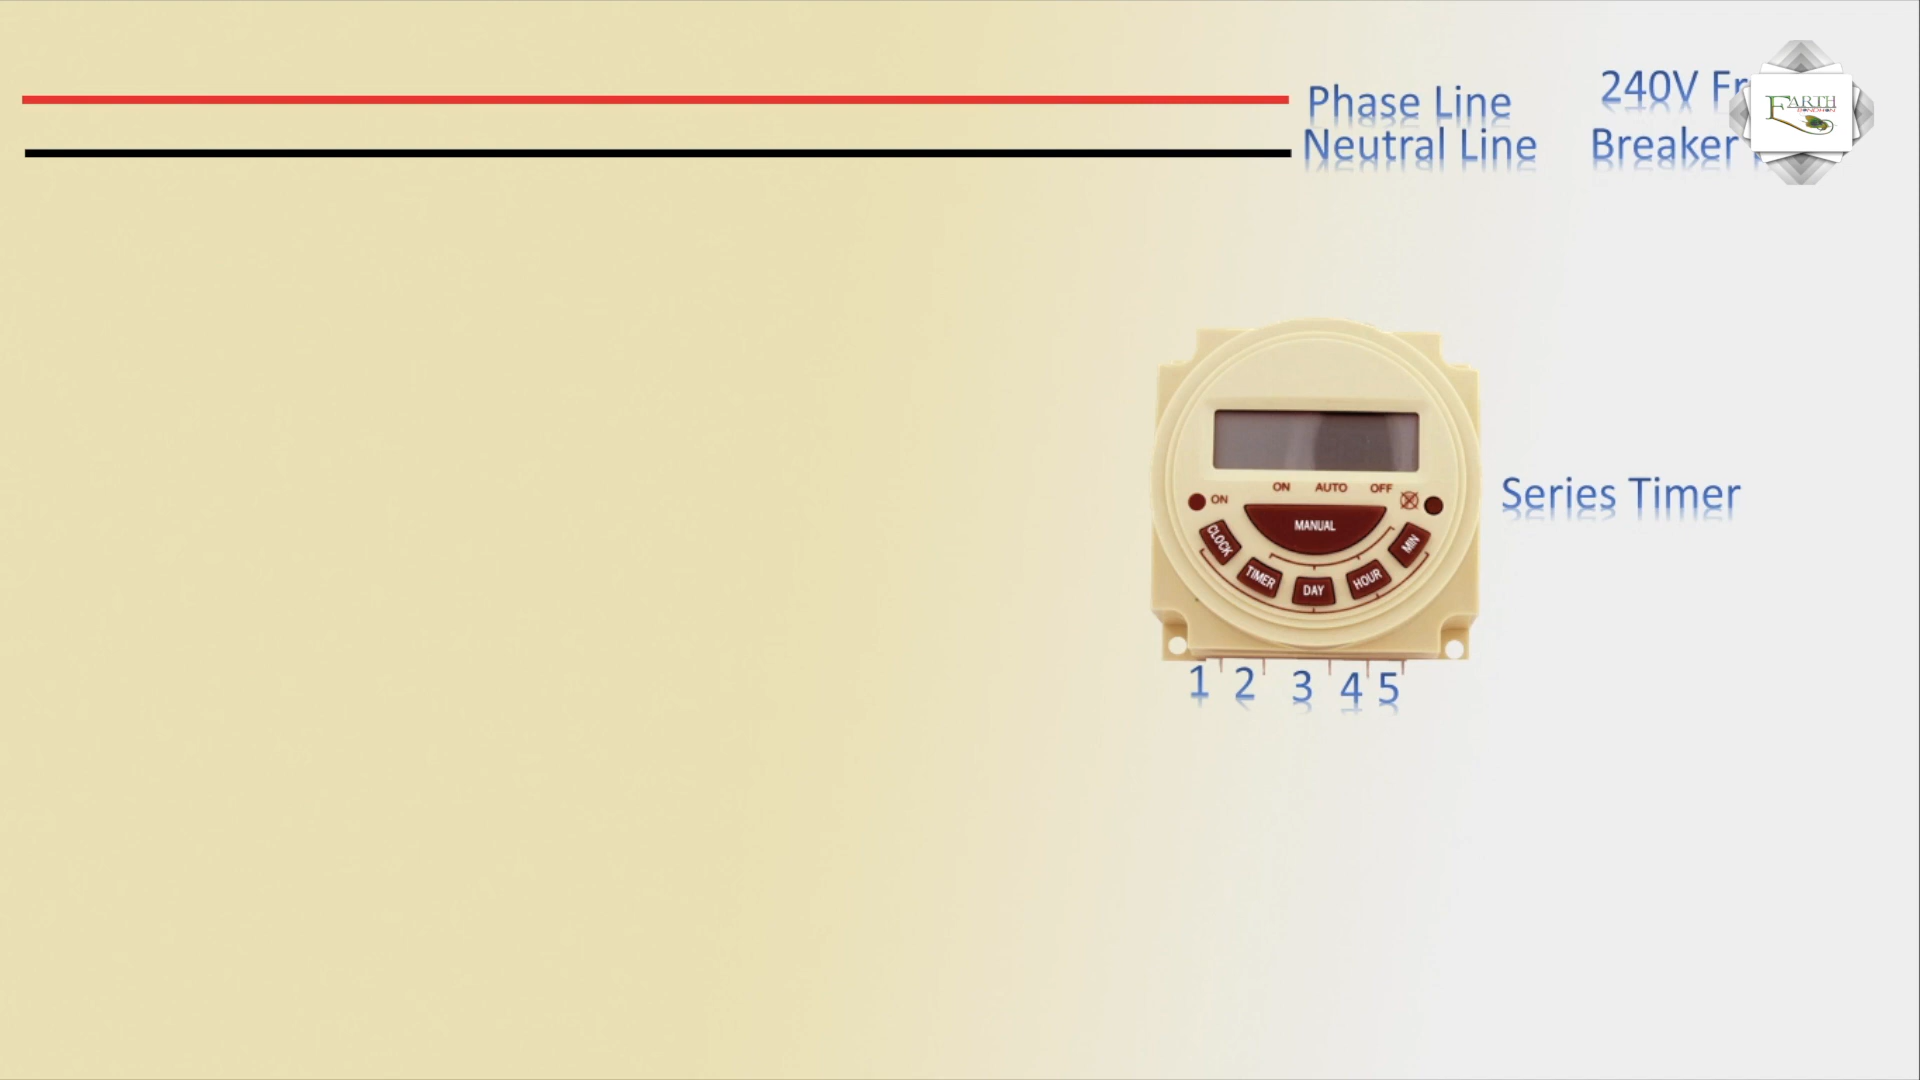 Phase Line
240V
Neutral Line
Breaker
EARTH
ON AUTO OFF
ON
MANUAL
CLOCK
TIMER
DAY
HOUR
MIN
Series Timer
1 2 3 4 5